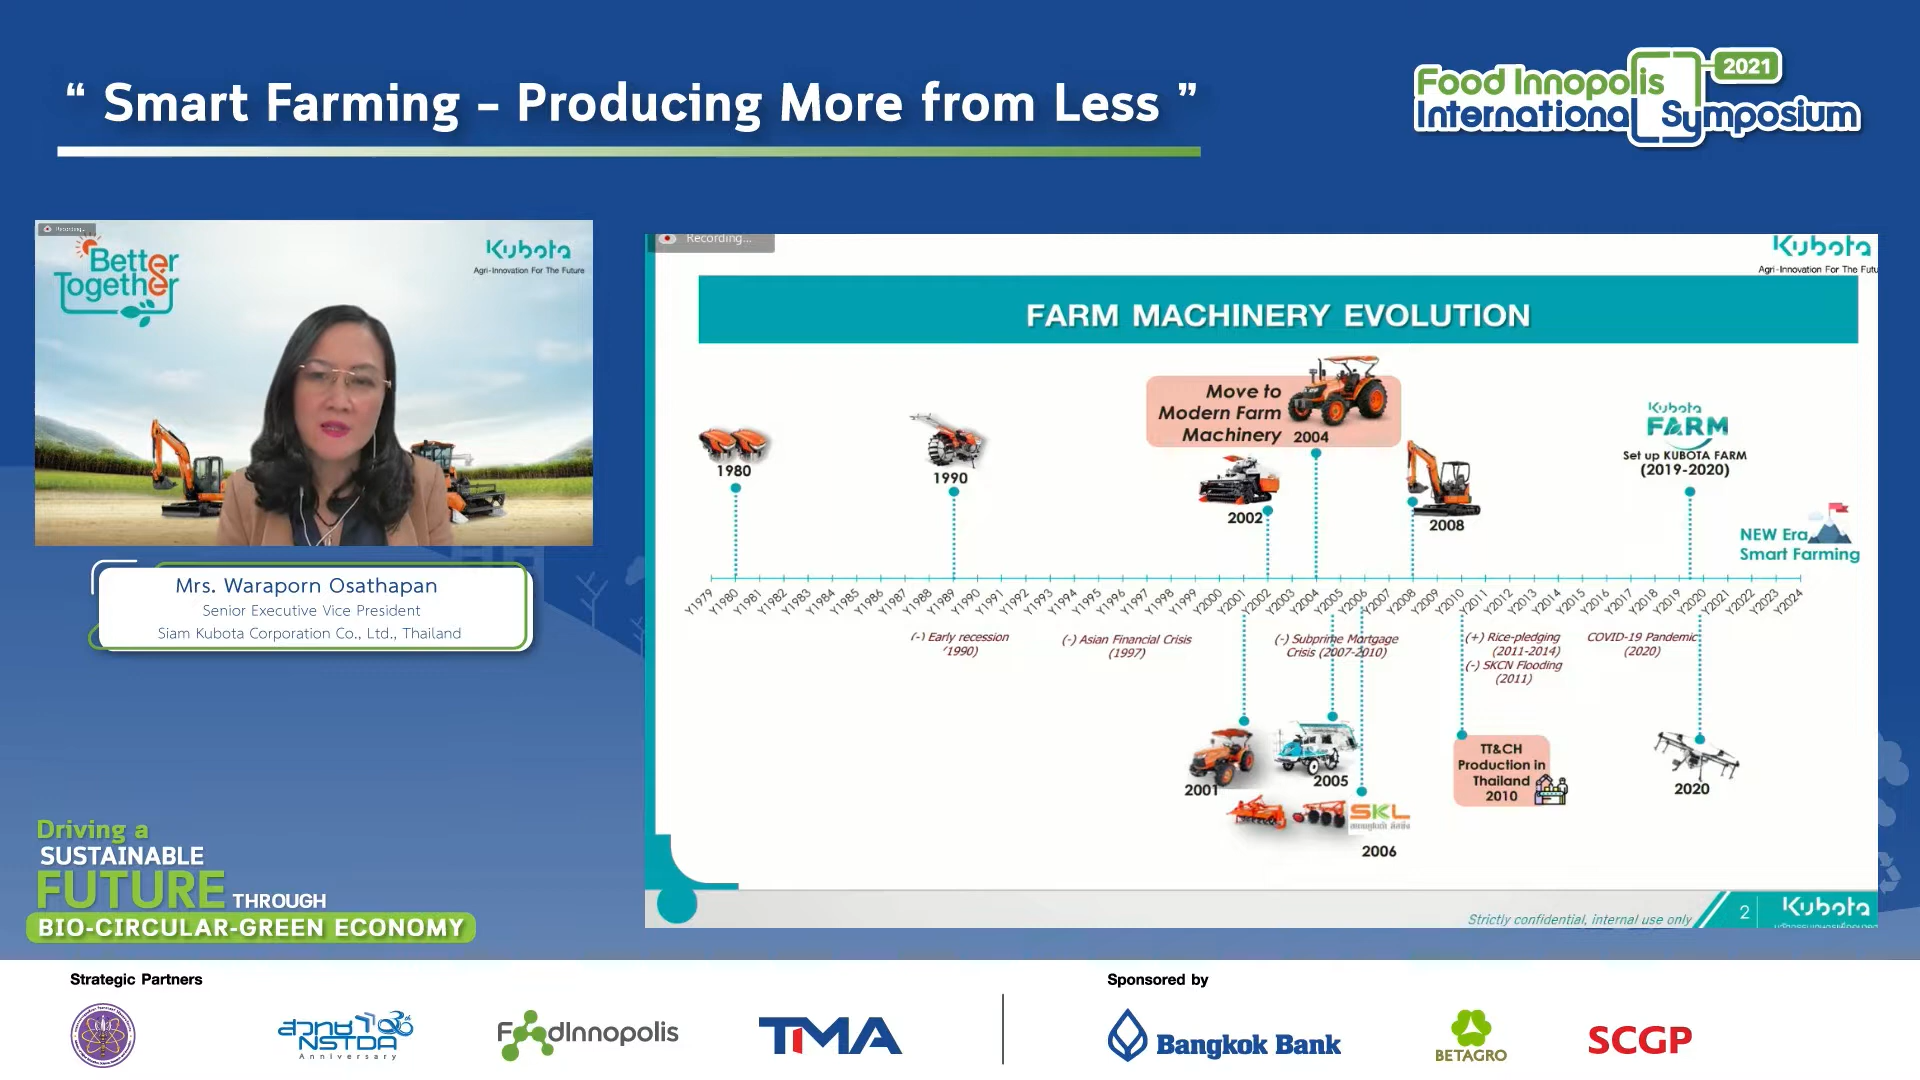 “ Smart Farming - Producing More from Less ”
Food Innopolis
International Symposium
2021
Recording...
Better
Together
Kubota
Agri-Innovation For The Future
Mrs. Waraporn Osathapan
Senior Executive Vice President
Siam Kubota Corporation Co., Ltd., Thailand
Recording...
Kubota
Agri-Innovation For The Futu
FARM MACHINERY EVOLUTION
1980
1990
Move to
Modern Farm
Machinery
2004
2002
2008
Kubota
FARM
Set up KUBOTA FARM
(2019-2020)
NEW Era
Smart Farming
Y1979 Y1980 Y1981 Y1982 Y1983 Y1984 Y1985 Y1986 Y1987 Y1988 Y1989 Y1990 Y1991 Y1992 Y1993 Y1994 Y1995 Y1996 Y1997 Y1998 Y1999 Y2000 Y2001 Y2002 Y2003 Y2004 Y2005 Y2006 Y2007 Y2008 Y2009 Y2010 Y2011 Y2012 Y2013 Y2014 Y2015 Y2016 Y2017 Y2018 Y2019 Y2020 Y2021 Y2022 Y2023 Y2024
(-) Early recession
(1990)
(-) Asian Financial Crisis
(1997)
(-) Subprime Mortgage
Crisis (2007-2010)
(+) Rice-pledging
(2011-2014)
(-) SKCN Flooding
(2011)
COVID-19 Pandemic
(2020)
2001
2005
SKL
2006
TT&CH
Production in
Thailand
2010
2020
Strictly confidential, internal use only
2
Kubota
Driving a
SUSTAINABLE
FUTURE THROUGH
BIO-CIRCULAR-GREEN ECONOMY
Strategic Partners
สวทช
NSTDA
Anniversary
FoodInnopolis
TMA
Sponsored by
Bangkok Bank
BETAGRO
SCGP